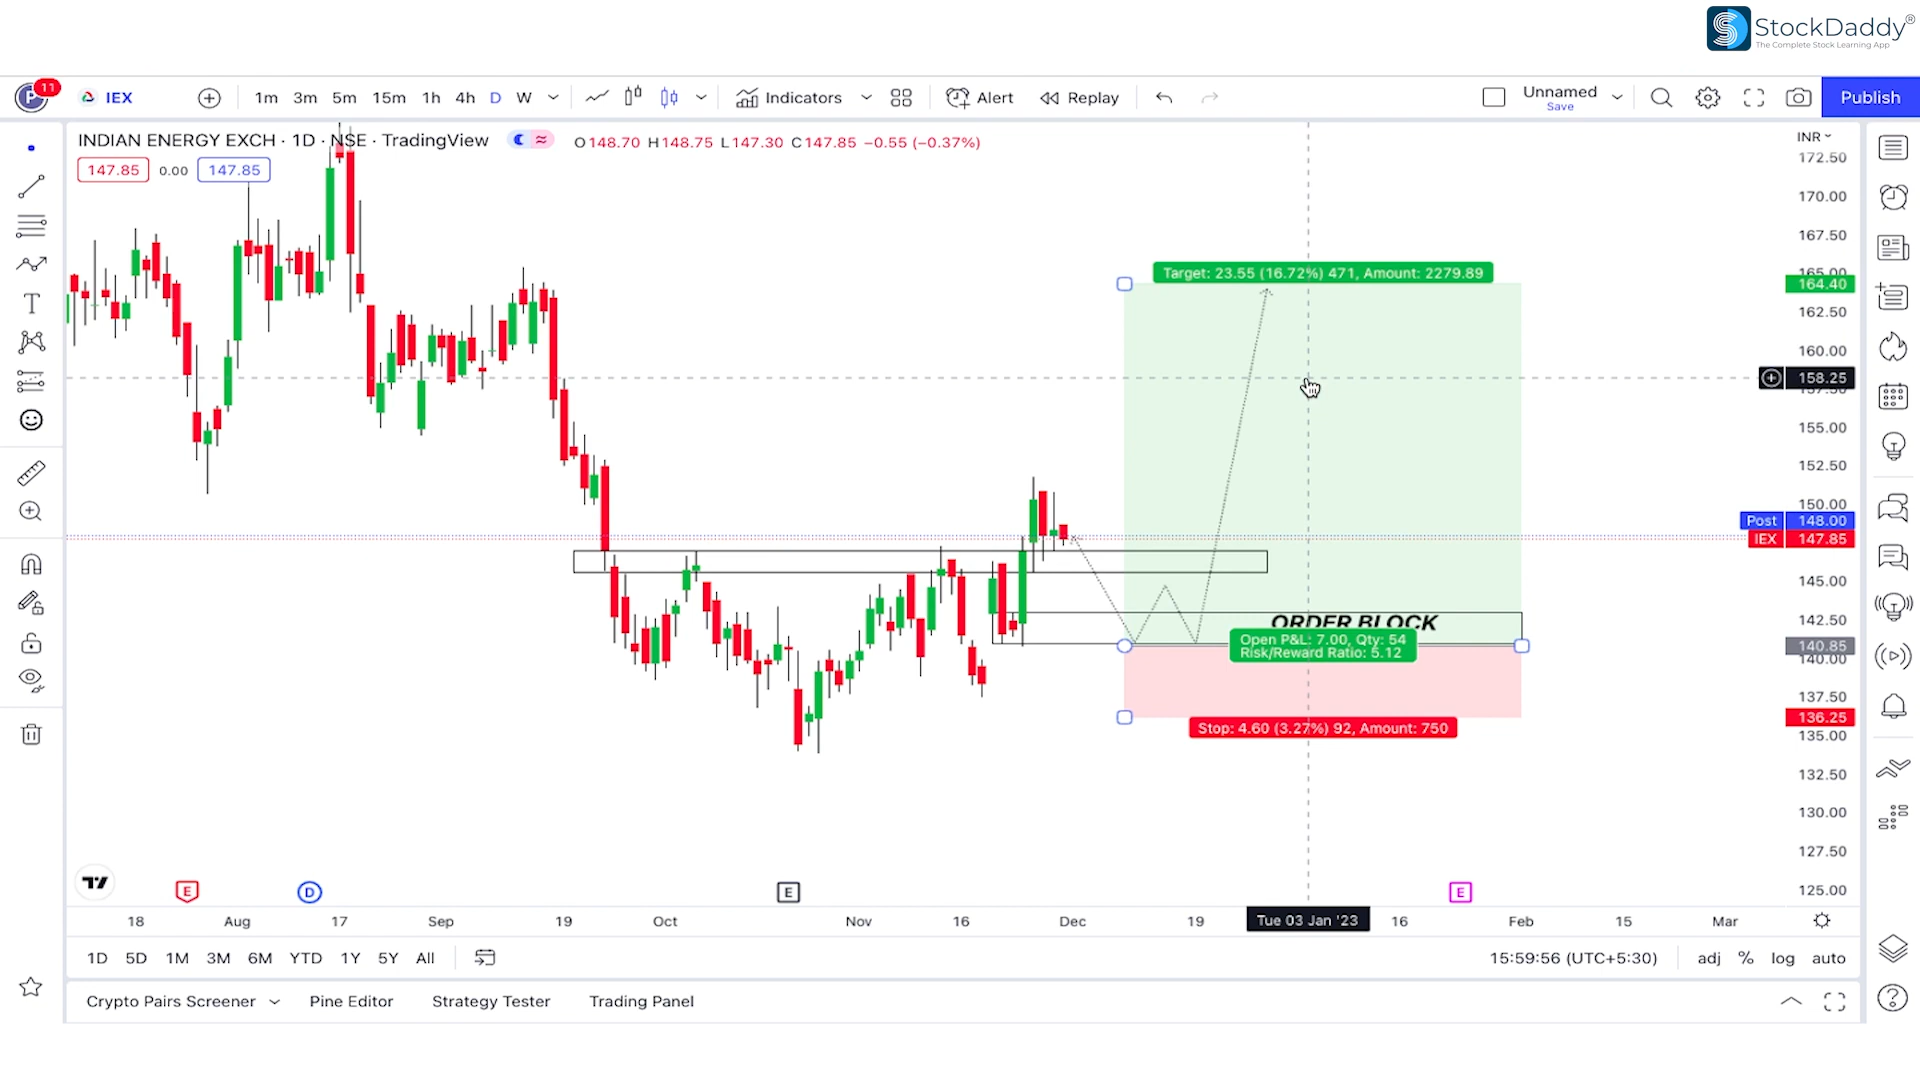 StockDaddy®
The Complete Stock Learning App
P 11 IEX 1m 3m 5m 15m 1h 4h D W Indicators Alert Replay Unnamed Save Publish
INDIAN ENERGY EXCH · 1D · NSE · TradingView O148.70 H148.75 L147.30 C147.85 −0.55 (−0.37%)
INR
147.85 0.00 147.85
172.50
170.00
167.50
165.00
Target: 23.55 (16.72%) 471, Amount: 2279.89
164.40
162.50
160.00
158.25
157.50
155.00
152.50
150.00
Post 148.00
IEX 147.85
145.00
142.50
ORDER BLOCK
Open P&L: 7.00, Qty: 54
Risk/Reward Ratio: 5.12
140.85
140.00
137.50
136.25
Stop: 4.60 (3.27%) 92, Amount: 750
135.00
132.50
130.00
127.50
125.00
E D E E
18 Aug 17 Sep 19 Oct Nov 16 Dec 19 Tue 03 Jan '23 16 Feb 15 Mar
1D 5D 1M 3M 6M YTD 1Y 5Y All 15:59:56 (UTC+5:30) adj % log auto
Crypto Pairs Screener Pine Editor Strategy Tester Trading Panel